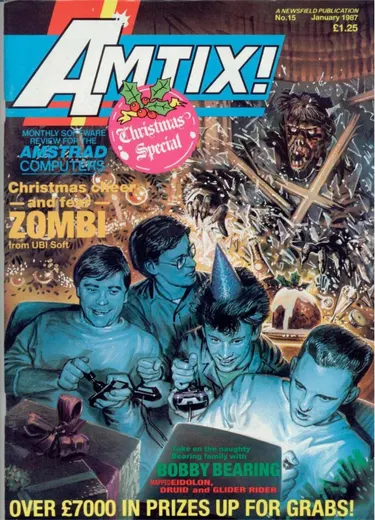 A NEWSFIELD PUBLICATION
No.15 January 1987
£1.25
AMTIX!
Christmas
Special
MONTHLY SOFTWARE
REVIEW FOR THE
AMSTRAD
COMPUTERS
Christmas cheer
— and fear —
ZOMBI
from UBI Soft
Take on the naughty
Bearing family with
BOBBY BEARING
MAPPED EIDOLON,
DRUID and GLIDER RIDER
OVER £7000 IN PRIZES UP FOR GRABS!